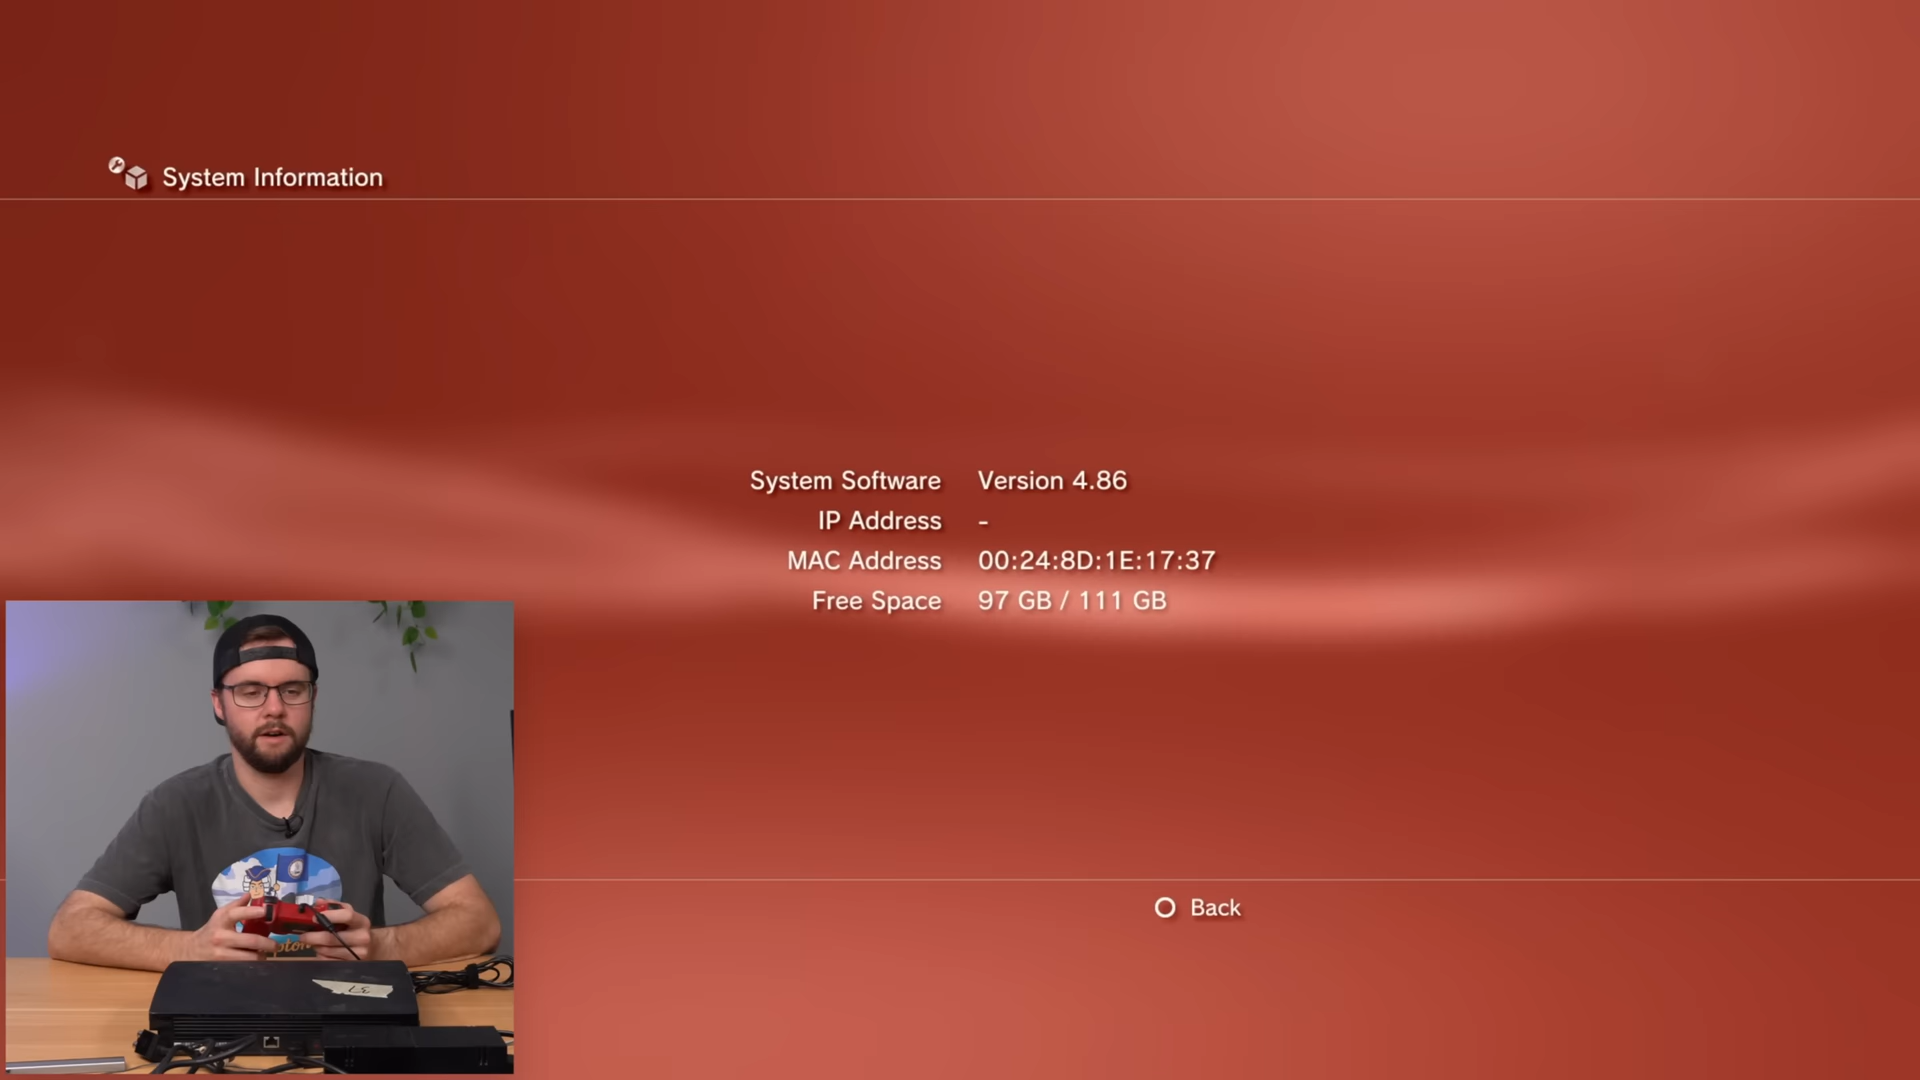 System Information
System Software Version 4.86
IP Address -
MAC Address 00:24:8D:1E:17:37
Free Space 97 GB / 111 GB
Back